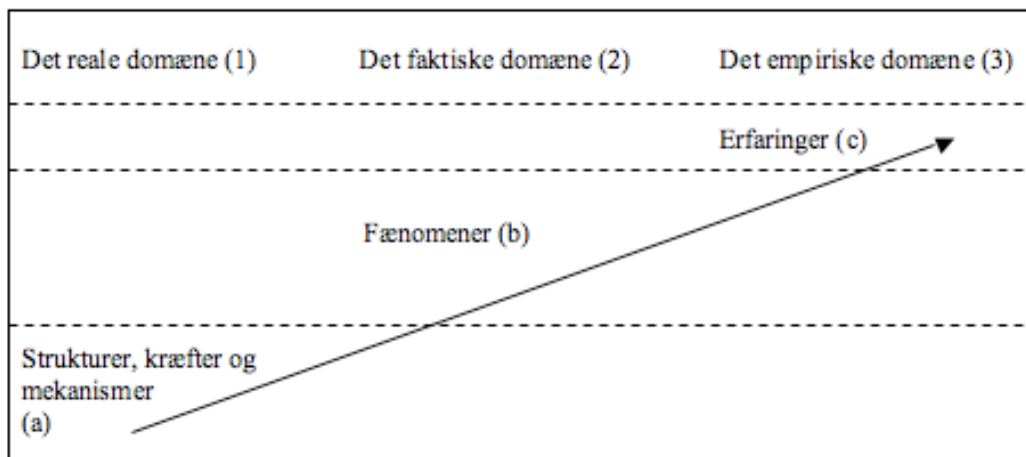 Det reale domæne (1) Det faktiske domæne (2) Det empiriske domæne (3)
Erfaringer (c)
Fænomener (b)
Strukturer, kræfter og
mekanismer
(a)